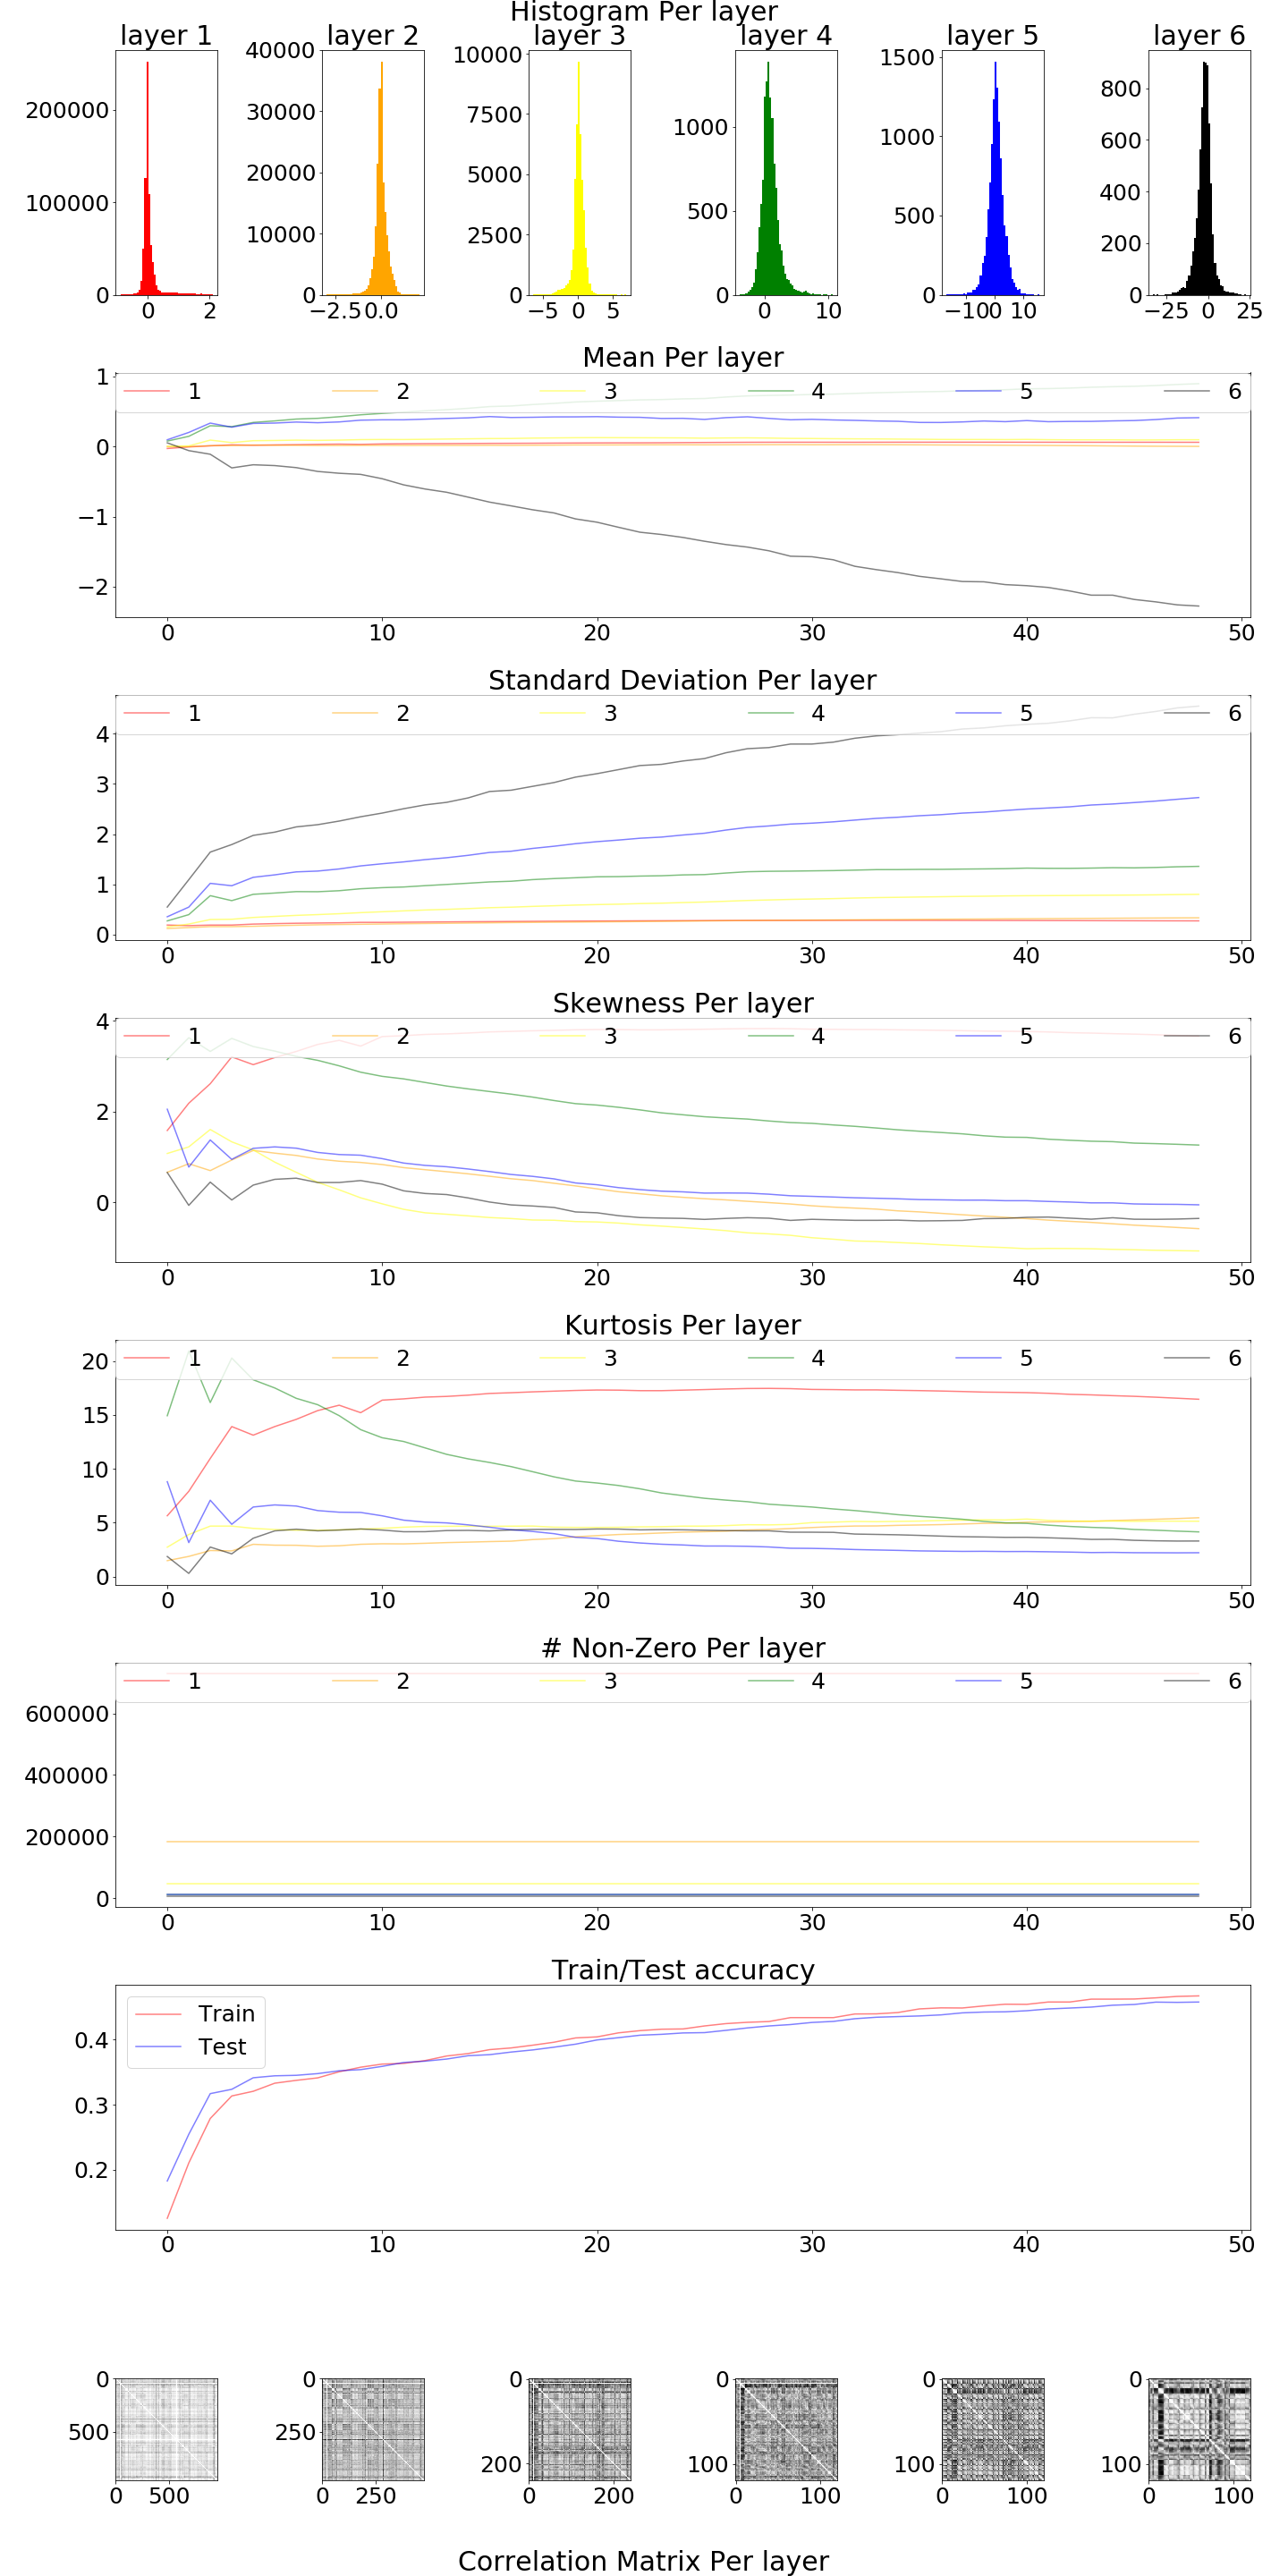 Histogram Per layer
layer 1 layer 2 layer 3 layer 4 layer 5 layer 6
200000
100000
0
0 2
40000
30000
20000
10000
0
−2.5 0.0
10000
7500
5000
2500
0
−5 0 5
1000
500
0
0 10
1500
1000
500
0
−10 0 10
800
600
400
200
0
−25 0 25
Mean Per layer
1 2 3 4 5 6
1
0
−1
−2
0 10 20 30 40 50
Standard Deviation Per layer
1 2 3 4 5 6
4
3
2
1
0
0 10 20 30 40 50
Skewness Per layer
1 2 3 4 5 6
4
2
0
0 10 20 30 40 50
Kurtosis Per layer
1 2 3 4 5 6
20
15
10
5
0
0 10 20 30 40 50
# Non-Zero Per layer
1 2 3 4 5 6
600000
400000
200000
0
0 10 20 30 40 50
Train/Test accuracy
Train
Test
0.4
0.3
0.2
0 10 20 30 40 50
0
500
0 500
0
250
0 250
0
200
0 200
0
100
0 100
0
100
0 100
0
100
0 100
Correlation Matrix Per layer